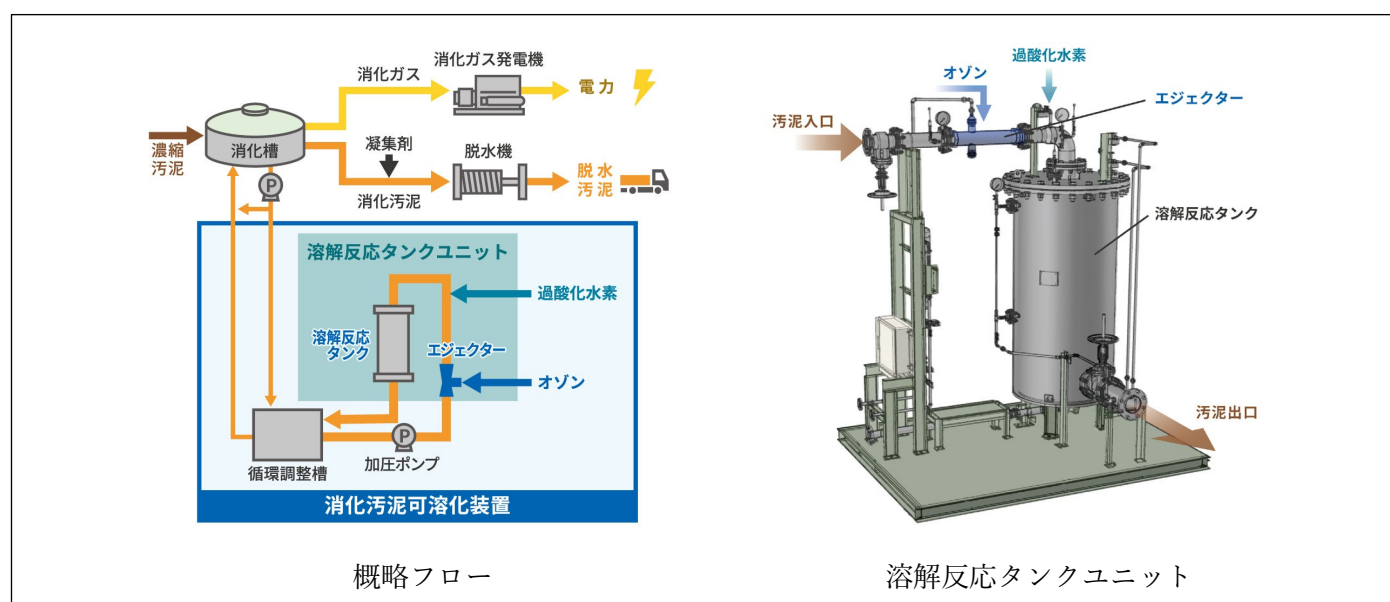 消化ガス発電機
消化ガス
電力
濃縮
汚泥
消化槽
凝集剤
脱水機
P
脱水
汚泥
消化汚泥
溶解反応タンクユニット
過酸化水素
溶解反応
タンク
エジェクター
オゾン
P
循環調整槽
加圧ポンプ
消化汚泥可溶化装置
概略フロー
過酸化水素
オゾン
エジェクター
汚泥入口
溶解反応タンク
汚泥出口
溶解反応タンクユニット